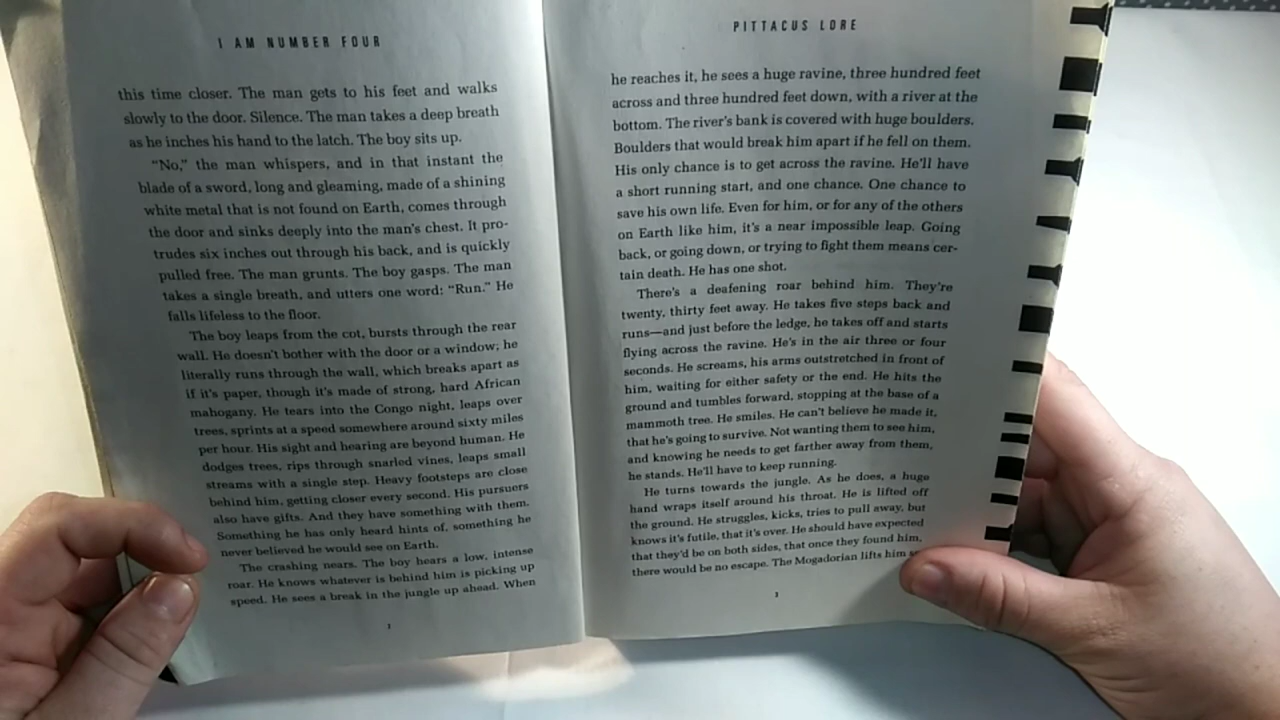 I AM NUMBER FOUR
this time closer. The man gets to his feet and walks
slowly to the door. Silence. The man takes a deep breath
as he inches his hand to the latch. The boy sits up.
“No,” the man whispers, and in that instant the
blade of a sword, long and gleaming, made of a shining
white metal that is not found on Earth, comes through
the door and sinks deeply into the man’s chest. It pro-
trudes six inches out through his back, and is quickly
pulled free. The man grunts. The boy gasps. The man
takes a single breath, and utters one word: “Run.” He
falls lifeless to the floor.
The boy leaps from the cot, bursts through the rear
wall. He doesn’t bother with the door or a window; he
literally runs through the wall, which breaks apart as
if it’s paper, though it’s made of strong, hard African
mahogany. He tears into the Congo night, leaps over
trees, sprints at a speed somewhere around sixty miles
per hour. His sight and hearing are beyond human. He
dodges trees, rips through snarled vines, leaps small
streams with a single step. Heavy footsteps are close
behind him, getting closer every second. His pursuers
also have gifts. And they have something with them.
Something he has only heard hints of, something he
never believed he would see on Earth.
The crashing nears. The boy hears a low, intense
roar. He knows whatever is behind him is picking up
speed. He sees a break in the jungle up ahead. When
2
PITTACUS LORE
he reaches it, he sees a huge ravine, three hundred feet
across and three hundred feet down, with a river at the
bottom. The river’s bank is covered with huge boulders.
Boulders that would break him apart if he fell on them.
His only chance is to get across the ravine. He’ll have
a short running start, and one chance. One chance to
save his own life. Even for him, or for any of the others
on Earth like him, it’s a near impossible leap. Going
back, or going down, or trying to fight them means cer-
tain death. He has one shot.
There’s a deafening roar behind him. They’re
twenty, thirty feet away. He takes five steps back and
runs—and just before the ledge, he takes off and starts
flying across the ravine. He’s in the air three or four
seconds. He screams, his arms outstretched in front of
him, waiting for either safety or the end. He hits the
ground and tumbles forward, stopping at the base of a
mammoth tree. He smiles. He can’t believe he made it,
that he’s going to survive. Not wanting them to see him,
and knowing he needs to get farther away from them,
he stands. He’ll have to keep running.
He turns towards the jungle. As he does, a huge
hand wraps itself around his throat. He is lifted off
the ground. He struggles, kicks, tries to pull away, but
knows it’s futile, that it’s over. He should have expected
that they’d be on both sides, that once they found him,
there would be no escape. The Mogadorian lifts him
3